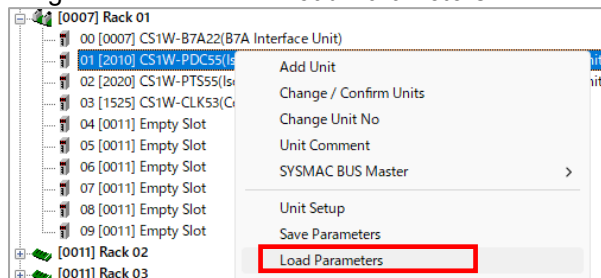 [0007] Rack 01
00 [0007] CS1W-B7A22(B7A Interface Unit)
01 [2010] CS1W-PDC55(Is
02 [2020] CS1W-PTS55(Iso
03 [1525] CS1W-CLK53(Co
04 [0011] Empty Slot
05 [0011] Empty Slot
06 [0011] Empty Slot
07 [0011] Empty Slot
08 [0011] Empty Slot
09 [0011] Empty Slot
[0011] Rack 02
[0011] Rack 03
Add Unit
Change / Confirm Units
Change Unit No
Unit Comment
SYSMAC BUS Master
Unit Setup
Save Parameters
Load Parameters